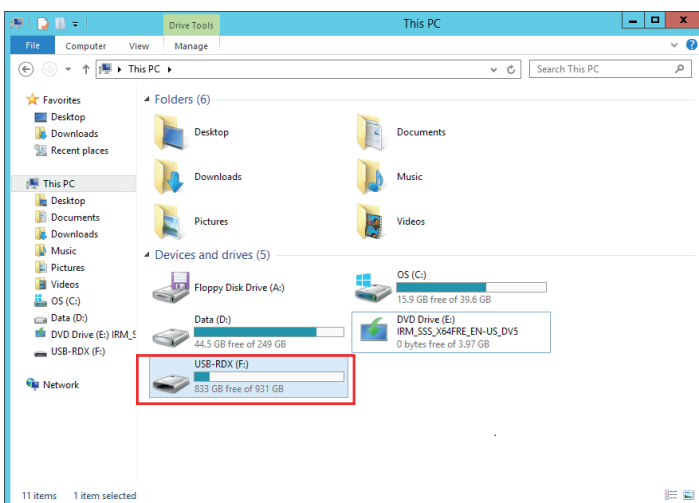 Drive Tools
This PC
File
Computer
View
Manage
This PC
Search This PC
Favorites
Desktop
Downloads
Recent places
This PC
Desktop
Documents
Downloads
Music
Pictures
Videos
OS (C:)
Data (D:)
DVD Drive (E:) IRM_S
USB-RDX (F:)
Network
Folders (6)
Desktop
Documents
Downloads
Music
Pictures
Videos
Devices and drives (5)
Floppy Disk Drive (A:)
OS (C:)
15.9 GB free of 39.6 GB
Data (D:)
44.5 GB free of 249 GB
DVD Drive (E:)
IRM_SSS_X64FRE_EN-US_DV5
0 bytes free of 3.97 GB
USB-RDX (F:)
833 GB free of 931 GB
11 items 1 item selected